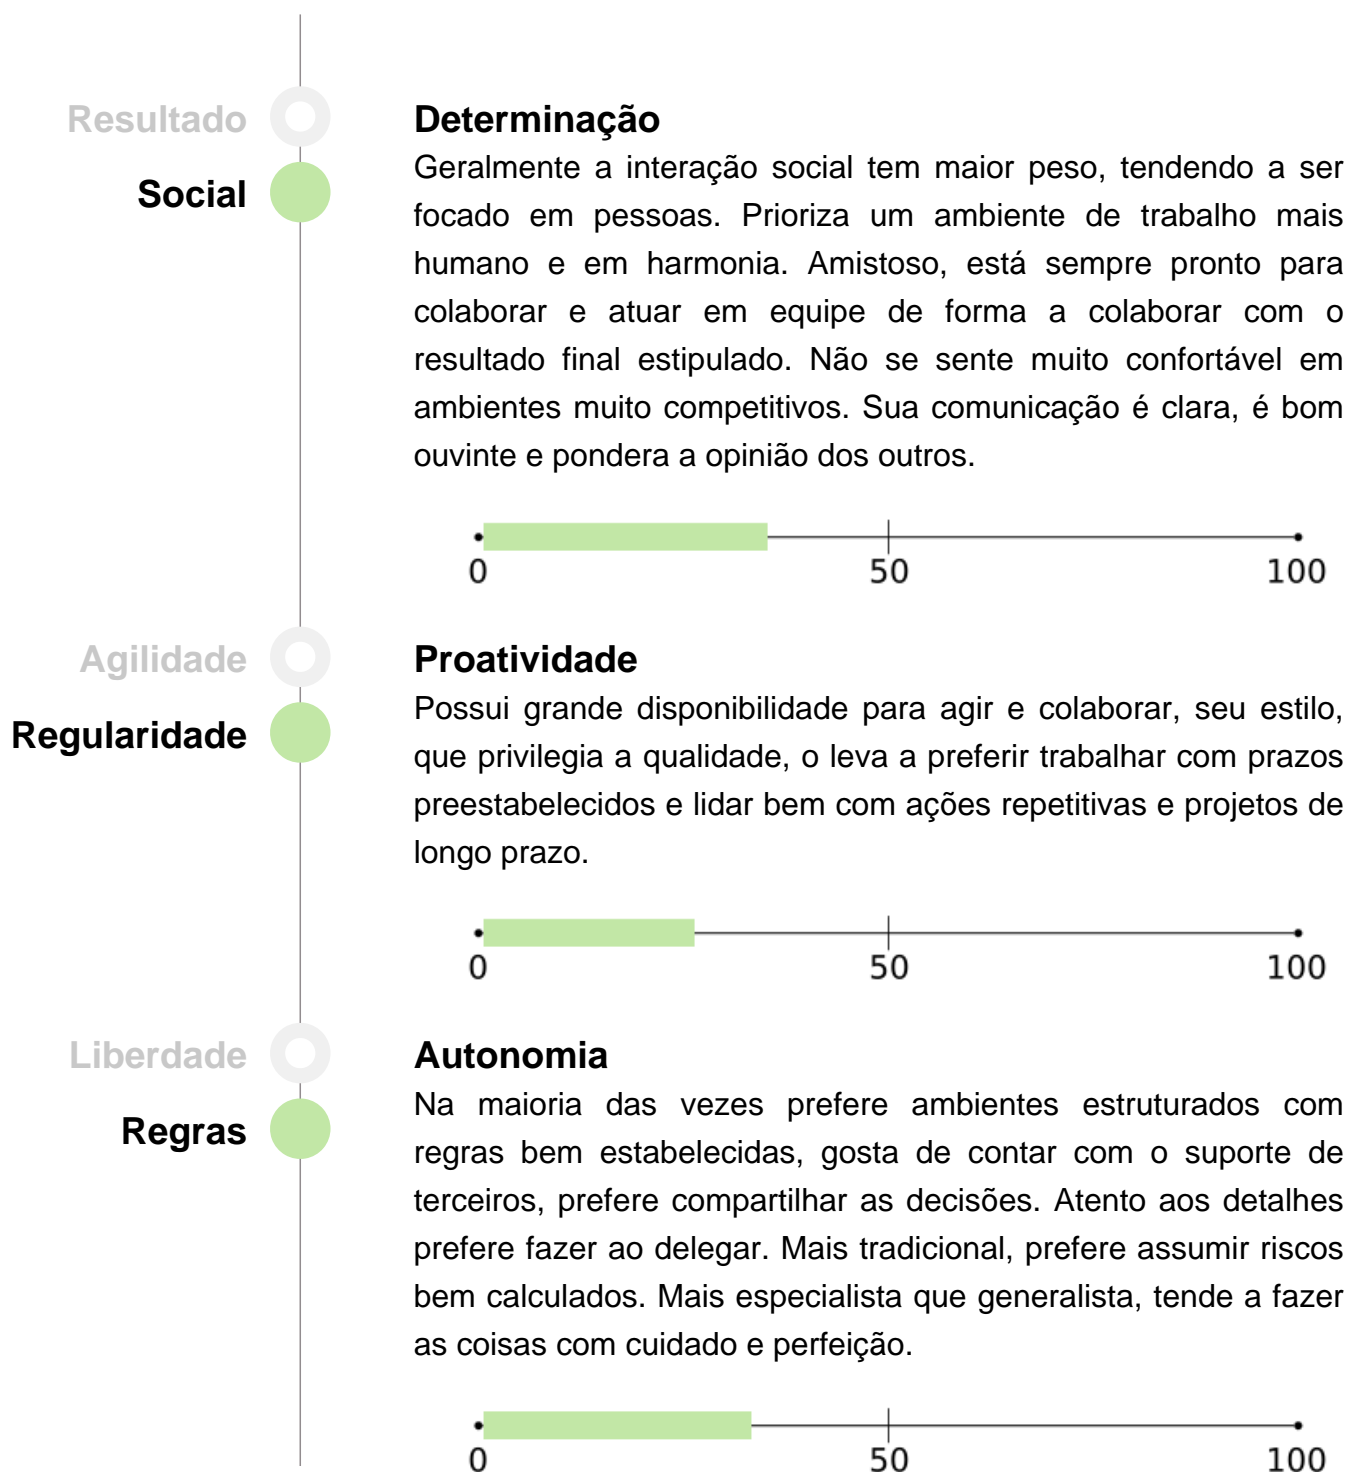 Resultado
Determinação
Social
Geralmente a interação social tem maior peso, tendendo a ser
focado em pessoas. Prioriza um ambiente de trabalho mais
humano e em harmonia. Amistoso, está sempre pronto para
colaborar e atuar em equipe de forma a colaborar com o
resultado final estipulado. Não se sente muito confortável em
ambientes muito competitivos. Sua comunicação é clara, é bom
ouvinte e pondera a opinião dos outros.
0 50 100
Agilidade
Proatividade
Regularidade
Possui grande disponibilidade para agir e colaborar, seu estilo,
que privilegia a qualidade, o leva a preferir trabalhar com prazos
preestabelecidos e lidar bem com ações repetitivas e projetos de
longo prazo.
0 50 100
Liberdade
Autonomia
Regras
Na maioria das vezes prefere ambientes estruturados com
regras bem estabelecidas, gosta de contar com o suporte de
terceiros, prefere compartilhar as decisões. Atento aos detalhes
prefere fazer ao delegar. Mais tradicional, prefere assumir riscos
bem calculados. Mais especialista que generalista, tende a fazer
as coisas com cuidado e perfeição.
0 50 100